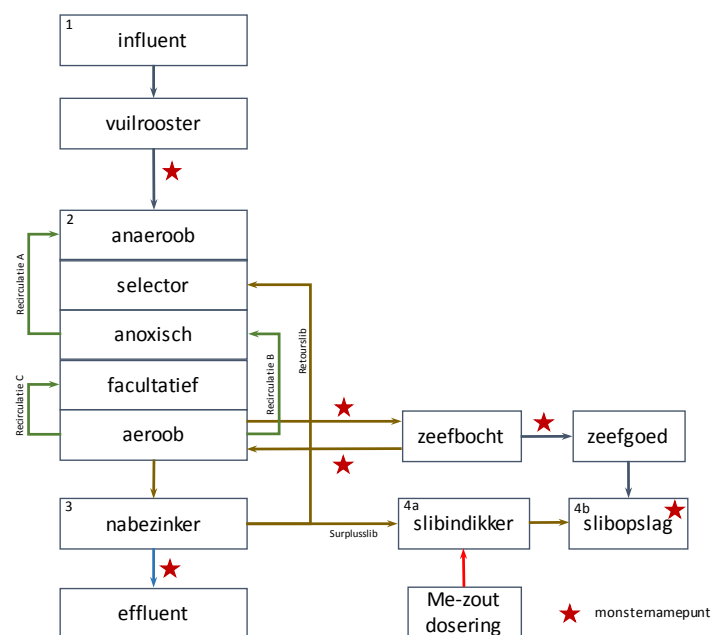 1
influent
vuilrooster
2
anaeroob
selector
anoxisch
facultatief
aeroob
Recirculatie A
Recirculatie C
Recirculatie B
Retourslib
zeefbocht
zeefgoed
3
nabezinker
Surplusslib
4a
slibindikker
4b
slibopslag
effluent
Me-zout
dosering
monsternamepunt